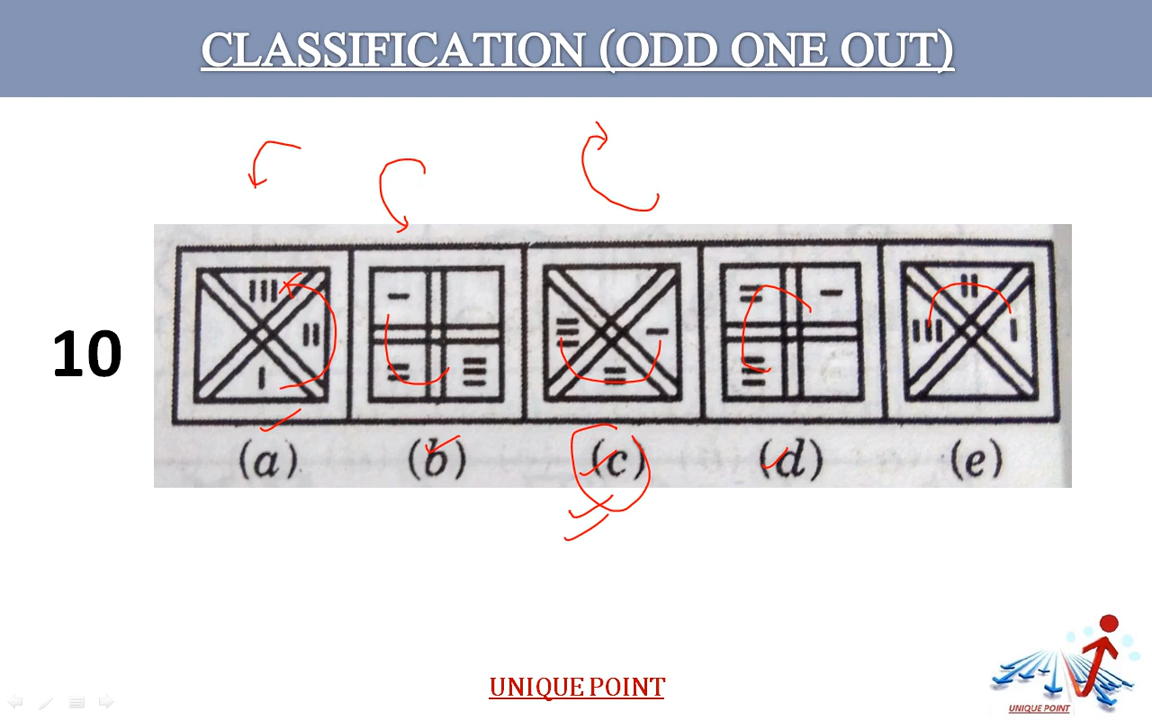 CLASSIFICATION (ODD ONE OUT)
10
(a) (b) (c) (d) (e)
UNIQUE POINT
UNIQUE POINT